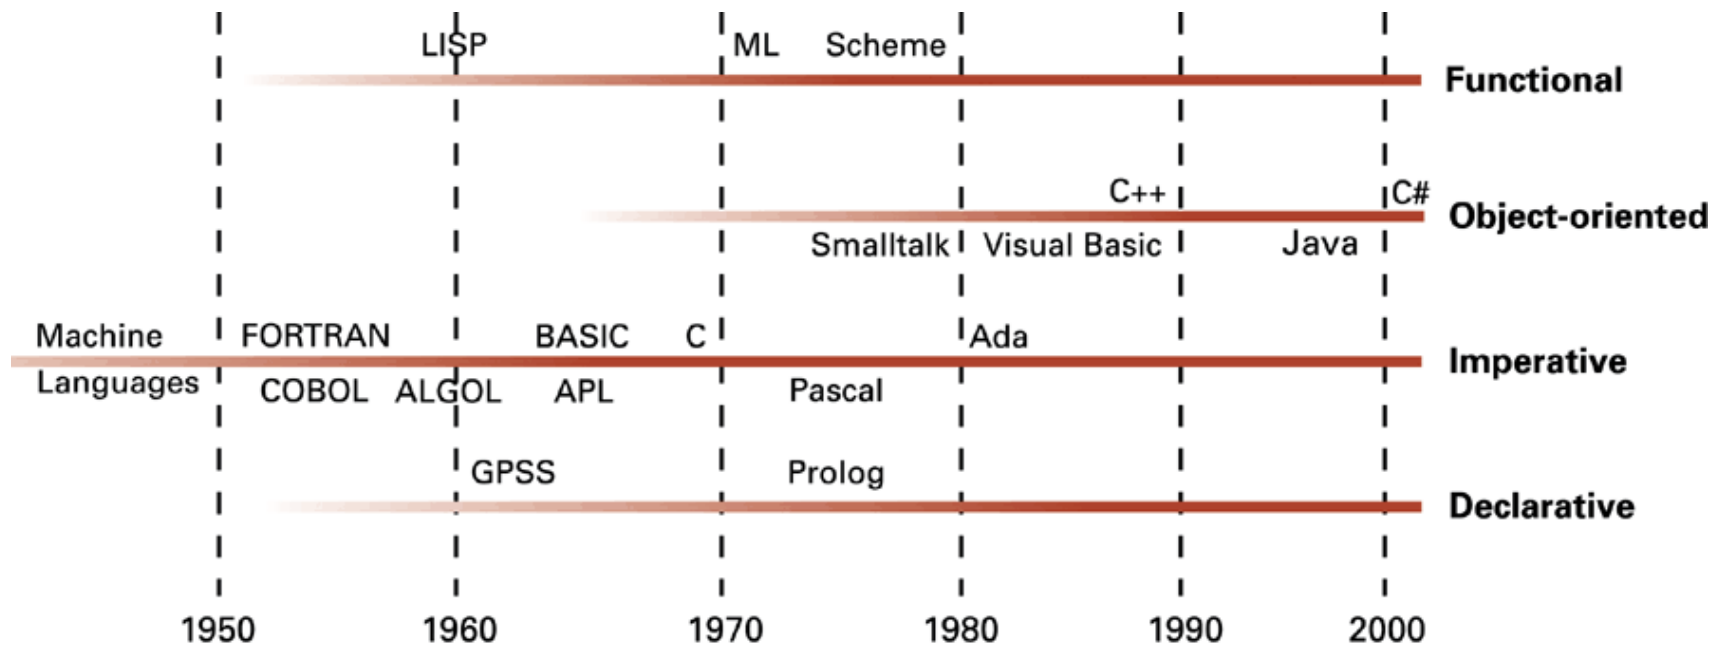 LISP ML Scheme
Functional
C++ C#
Object-oriented
Smalltalk Visual Basic Java
Machine FORTRAN BASIC C Ada
Imperative
Languages COBOL ALGOL APL Pascal
GPSS Prolog
Declarative
1950 1960 1970 1980 1990 2000